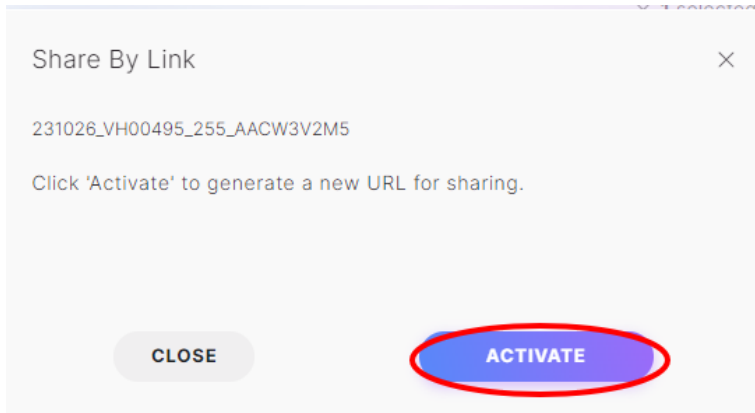 Share By Link
231026_VH00495_255_AACW3V2M5
Click 'Activate' to generate a new URL for sharing.
CLOSE
ACTIVATE